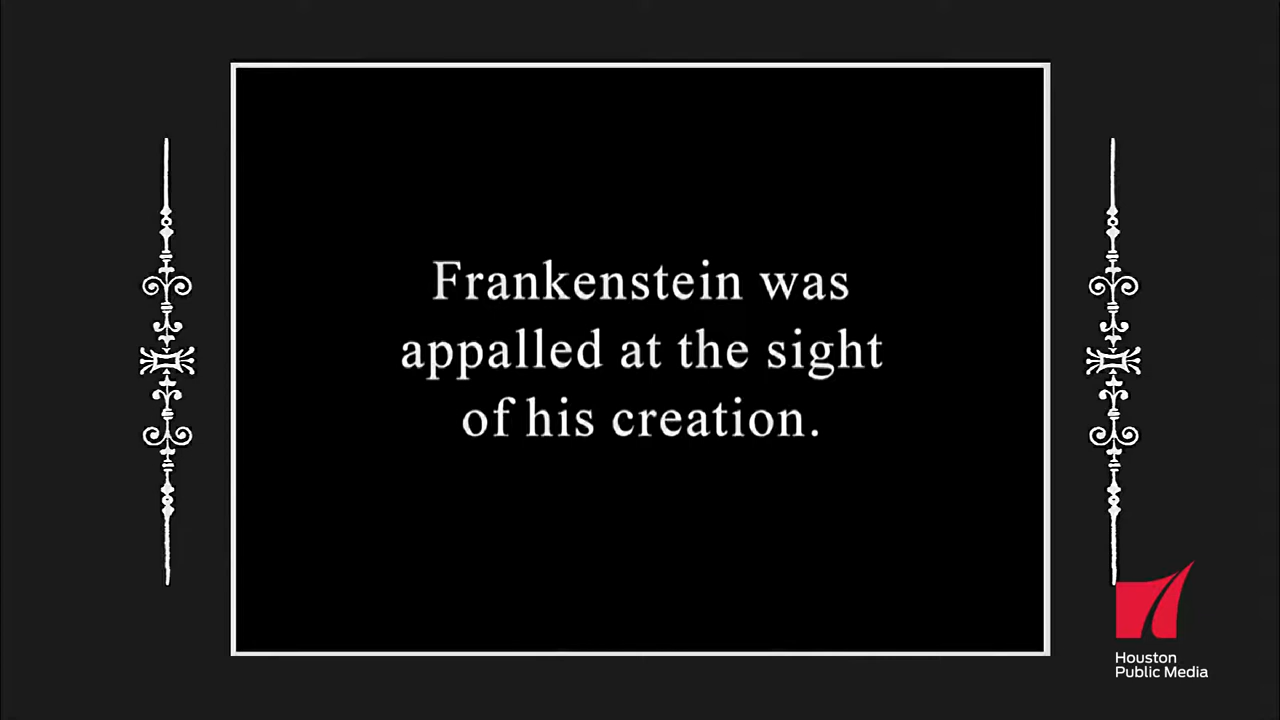 Frankenstein was
appalled at the sight
of his creation.
Houston
Public Media